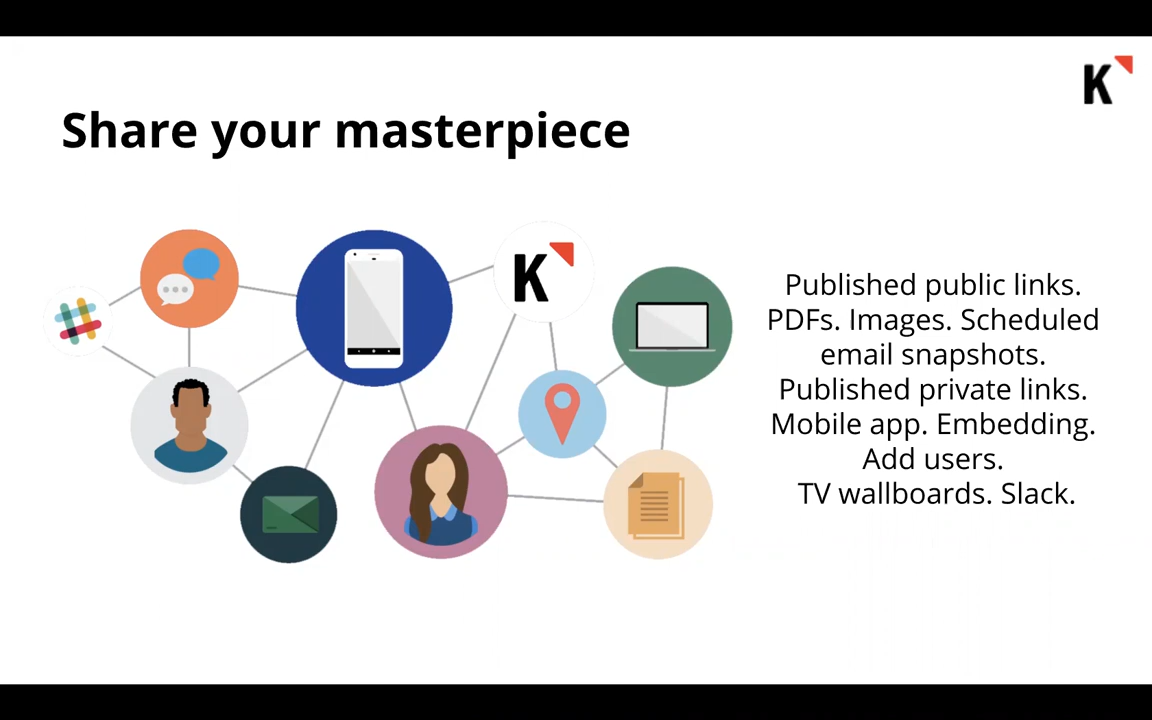 K
Share your masterpiece
K
Published public links.
PDFs. Images. Scheduled
email snapshots.
Published private links.
Mobile app. Embedding.
Add users.
TV wallboards. Slack.